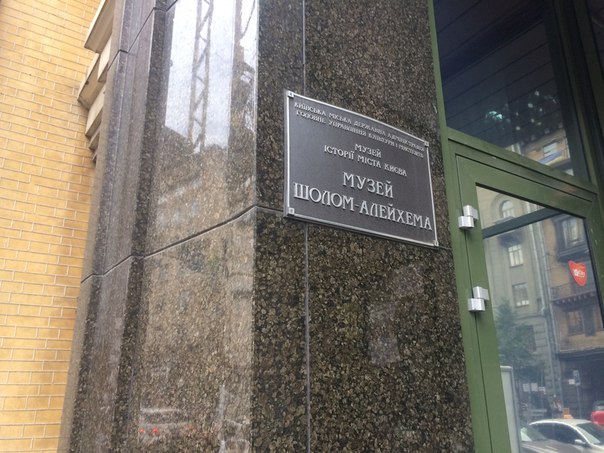 КИЇВСЬКА МІСЬКА ДЕРЖАВНА АДМІНІСТРАЦІЯ
ГОЛОВНЕ УПРАВЛІННЯ КУЛЬТУРИ І МИСТЕЦТВ
МУЗЕЙ
ІСТОРІЇ МІСТА КИЄВА
МУЗЕЙ
ШОЛОМ-АЛЕЙХЕМА